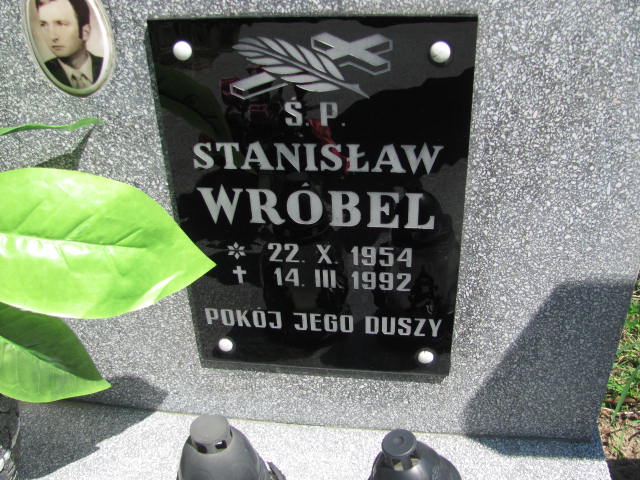 Ś. P.
STANISŁAW
WRÓBEL
* 22. X. 1954
† 14. III. 1992
POKÓJ JEGO DUSZY